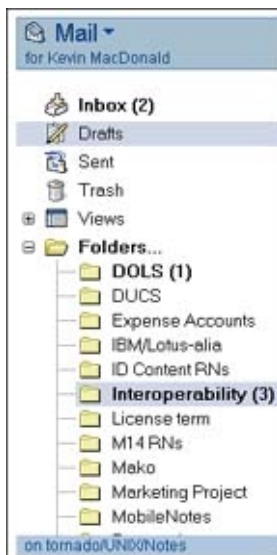 Mail
for Kevin MacDonald
Inbox (2)
Drafts
Sent
Trash
Views
Folders...
DOLS (1)
DUCS
Expense Accounts
IBM/Lotus-alia
ID Content RNs
Interoperability (3)
License term
M14 RNs
Mako
Marketing Project
MobileNotes
on tornado/UNIX/Notes